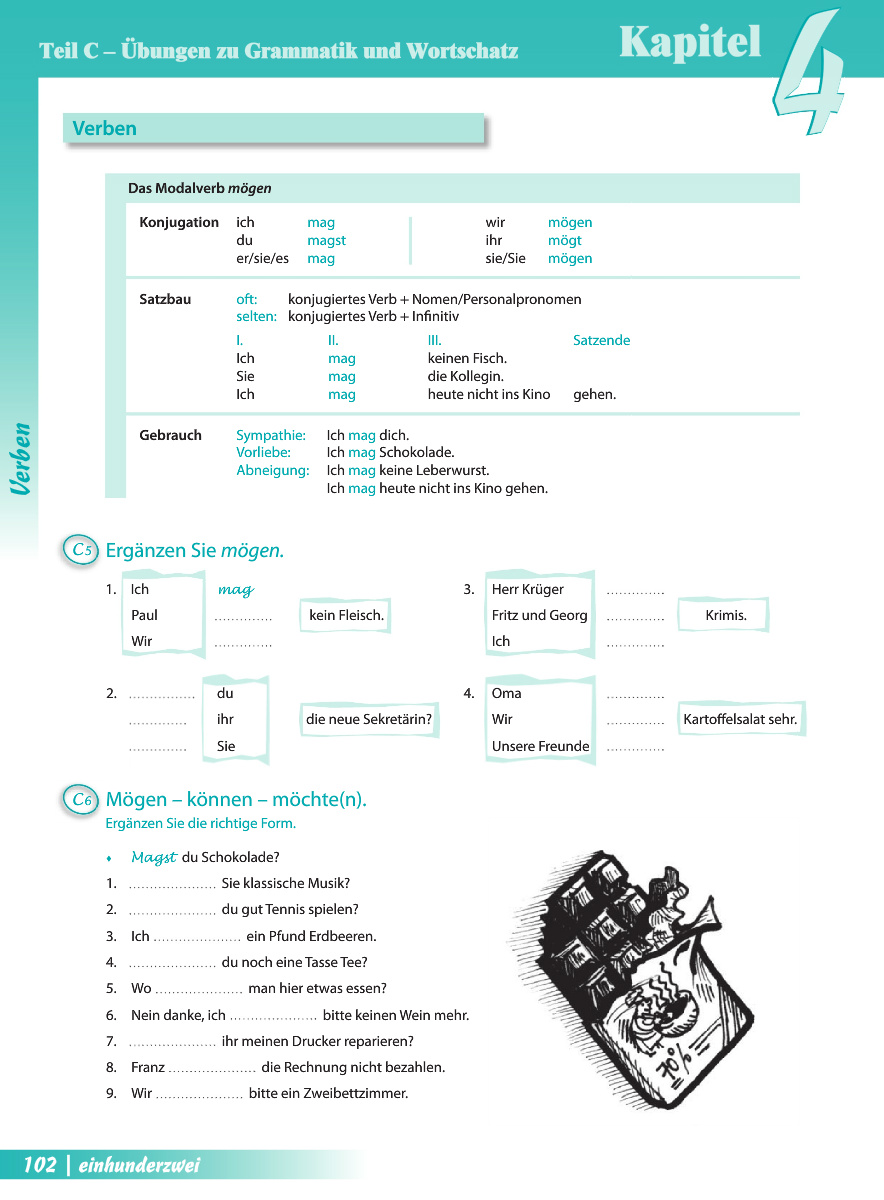 Teil C – Übungen zu Grammatik und Wortschatz
Kapitel 4
Verben
Verben
Das Modalverb mögen
Konjugation ich mag wir mögen
du magst ihr mögt
er/sie/es mag sie/Sie mögen
Satzbau oft: konjugiertes Verb + Nomen/Personalpronomen
selten: konjugiertes Verb + Infinitiv
I. II. III. Satzende
Ich mag keinen Fisch.
Sie mag die Kollegin.
Ich mag heute nicht ins Kino gehen.
Gebrauch Sympathie: Ich mag dich.
Vorliebe: Ich mag Schokolade.
Abneigung: Ich mag keine Leberwurst.
Ich mag heute nicht ins Kino gehen.
C5 Ergänzen Sie mögen.
1. Ich mag
Paul .............. kein Fleisch.
Wir ..............
2. ................ du
.............. ihr die neue Sekretärin?
.............. Sie
3. Herr Krüger ..............
Fritz und Georg .............. Krimis.
Ich ..............
4. Oma ..............
Wir .............. Kartoffelsalat sehr.
Unsere Freunde ..............
C6 Mögen – können – möchte(n).
Ergänzen Sie die richtige Form.
♦ Magst du Schokolade?
1. ..................... Sie klassische Musik?
2. ..................... du gut Tennis spielen?
3. Ich ..................... ein Pfund Erdbeeren.
4. ..................... du noch eine Tasse Tee?
5. Wo ..................... man hier etwas essen?
6. Nein danke, ich ..................... bitte keinen Wein mehr.
7. ..................... ihr meinen Drucker reparieren?
8. Franz ..................... die Rechnung nicht bezahlen.
9. Wir ..................... bitte ein Zweibettzimmer.
70%
102 | einhunderzwei